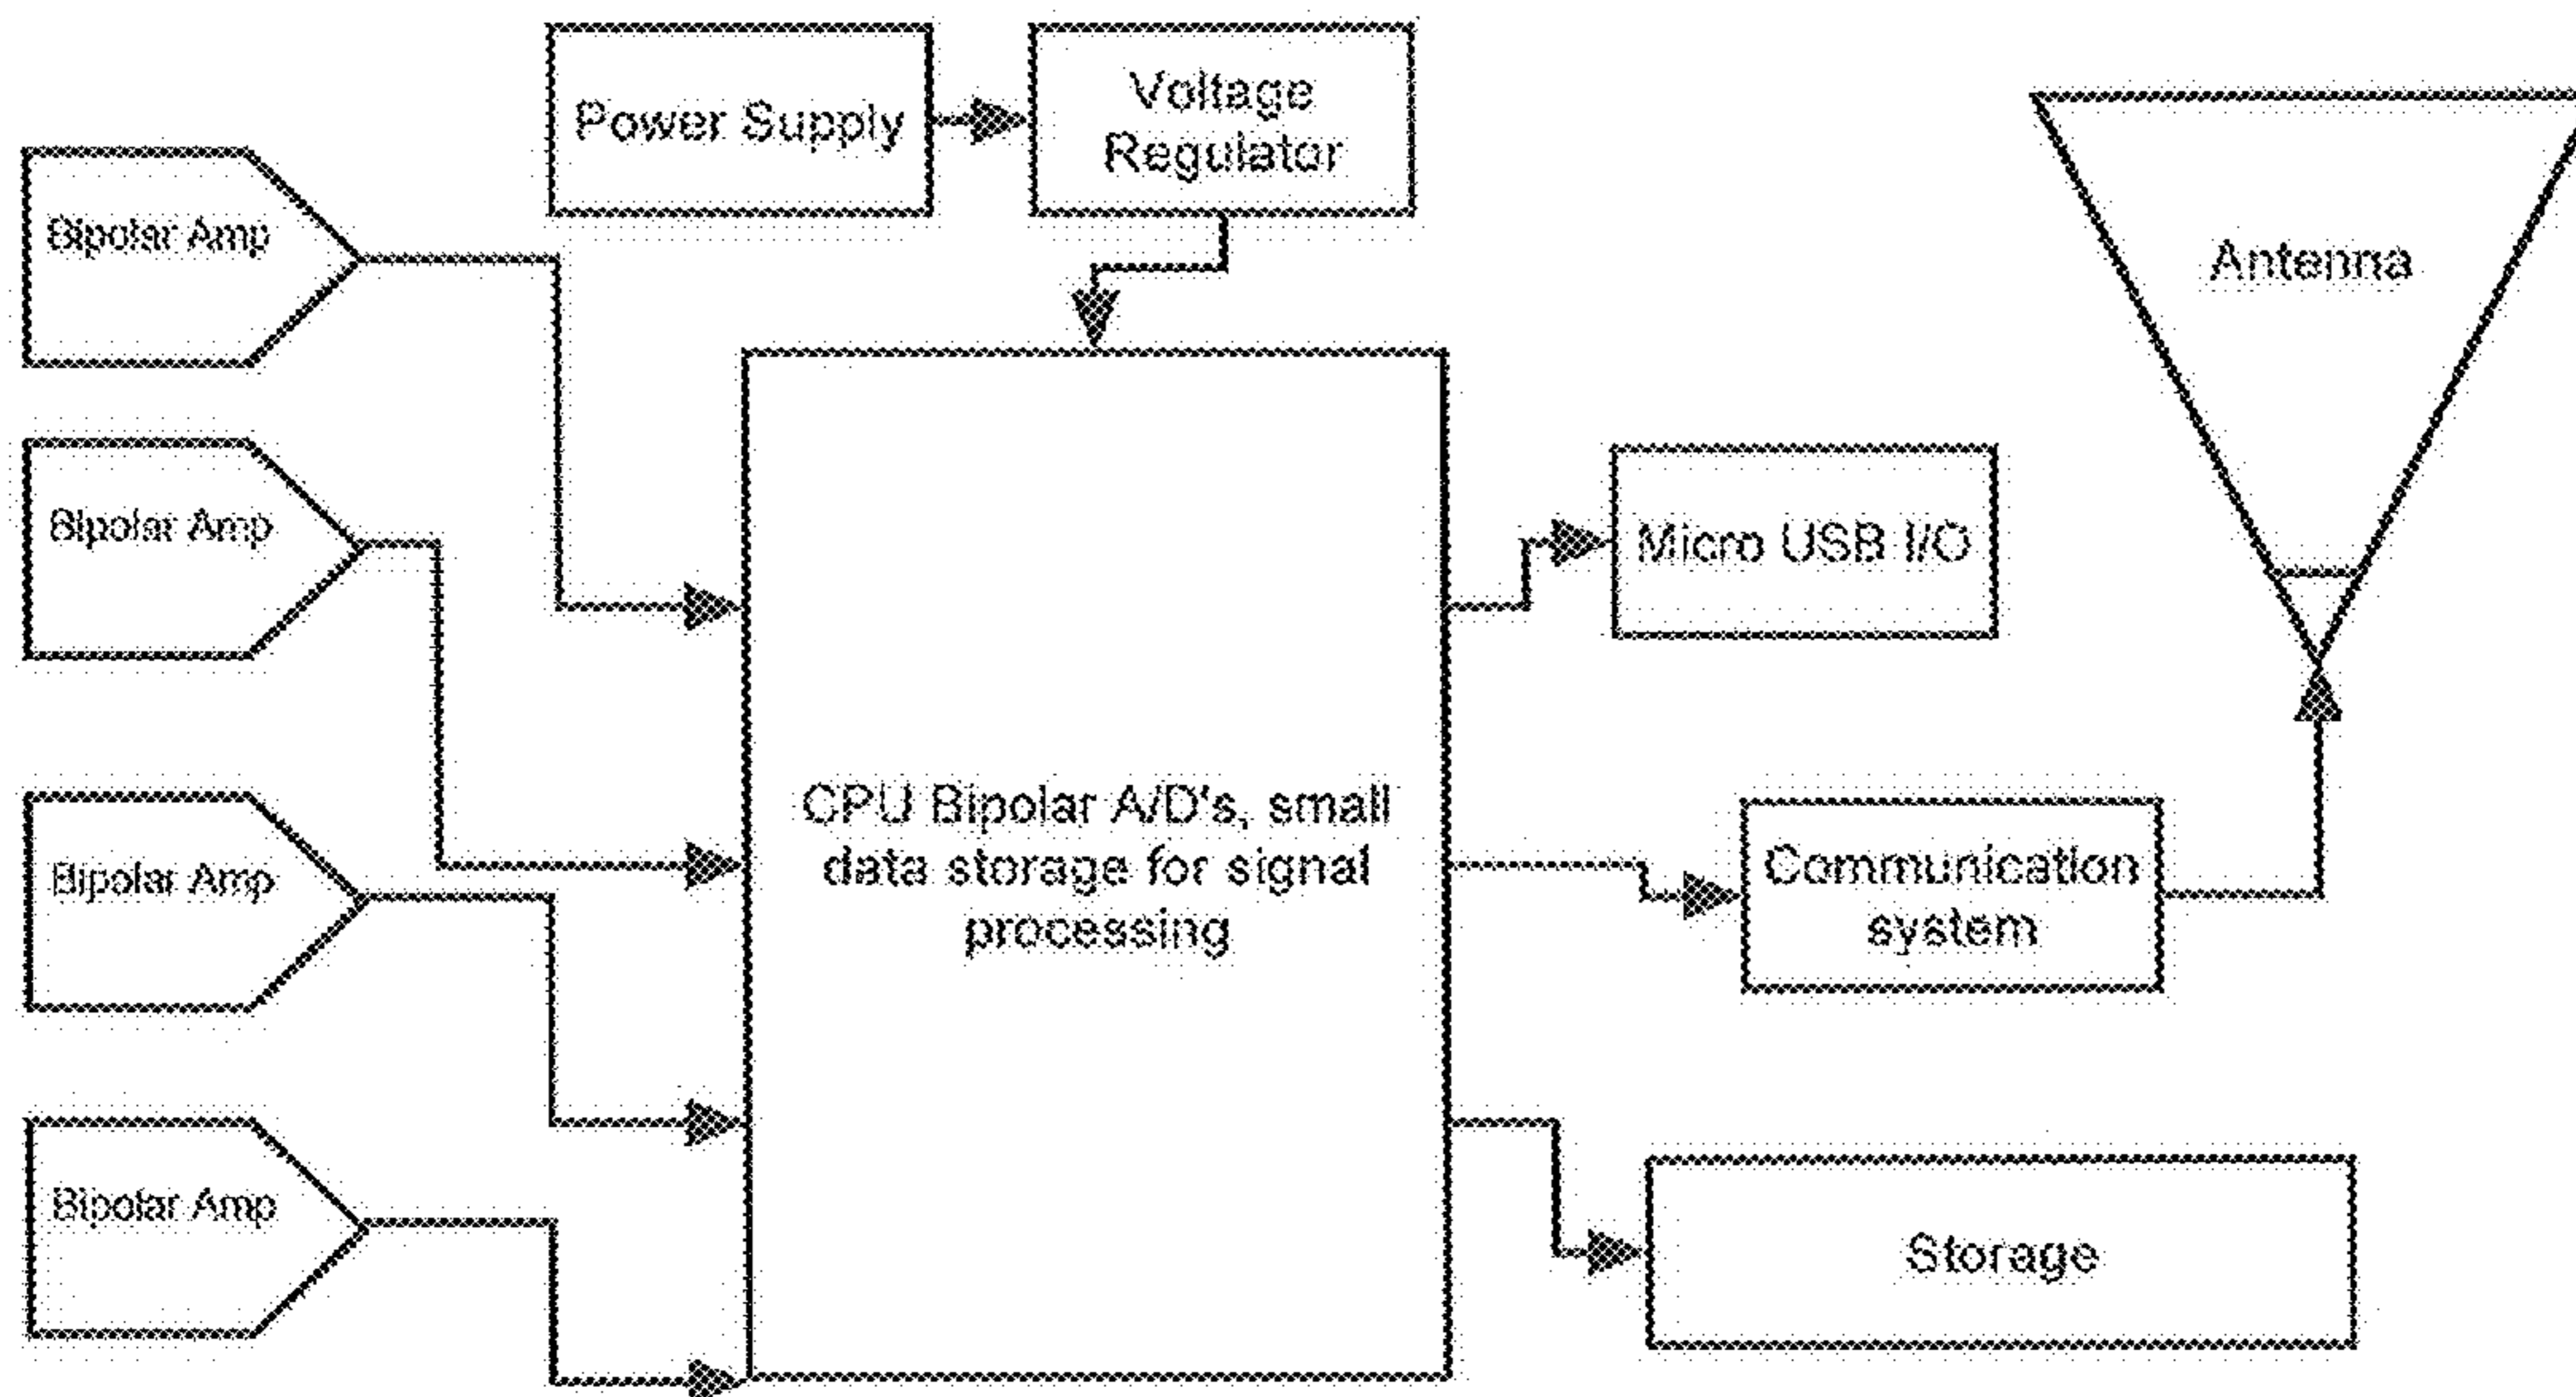 Power Supply
Voltage
Regulator
Bipolar Amp
Antenna
Bipolar Amp
Micro USB I/O
CPU Bipolar A/D's, small
data storage for signal
processing
Bipolar Amp
Communication
system
Bipolar Amp
Storage